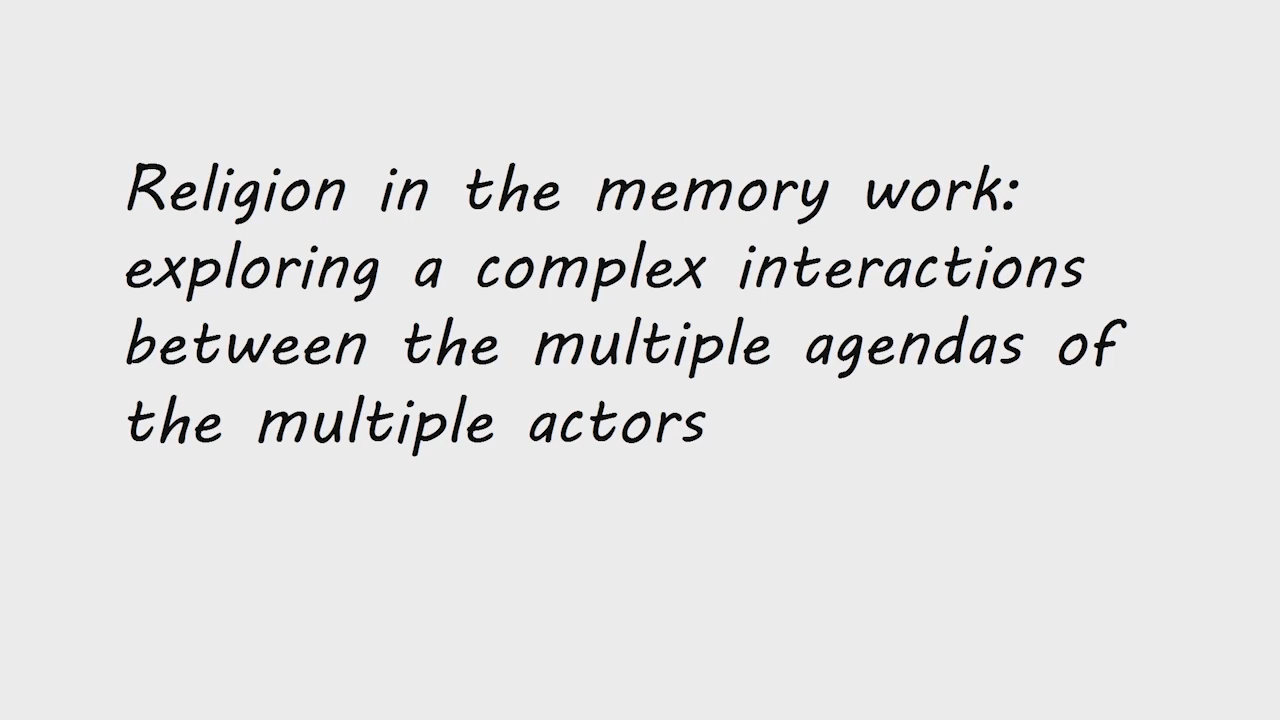 Religion in the memory work:
exploring a complex interactions
between the multiple agendas of
the multiple actors